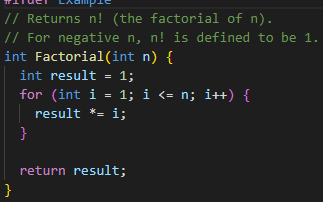 #ifdef Example
// Returns n! (the factorial of n).
// For negative n, n! is defined to be 1.
int Factorial(int n) {
  int result = 1;
  for (int i = 1; i <= n; i++) {
    result *= i;
  }

  return result;
}